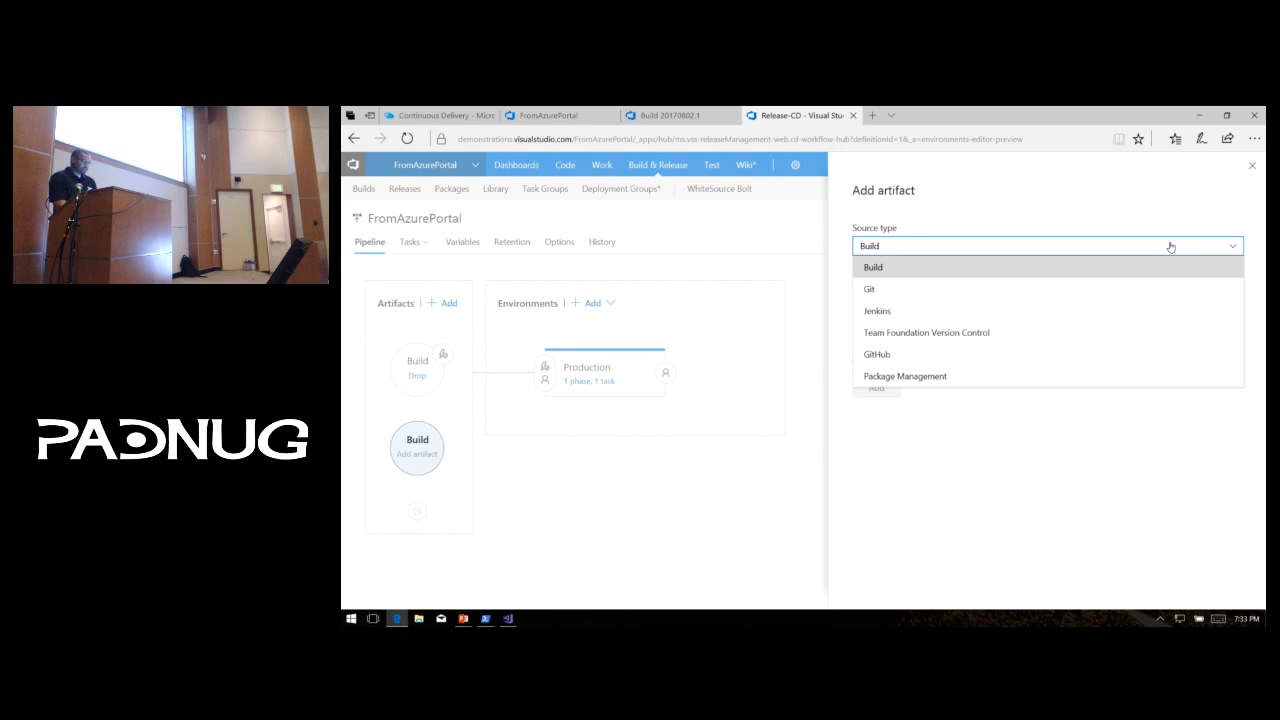 Continuous Delivery - Micro
FromAzurePortal
Build 20170802.1
Release-CD - Visual Stu
demonstrations.visualstudio.com/FromAzurePortal/_apps/hub/ms.vss-releaseManagement-web.cd-workflow-hub?definitionId=1&_a=environments-editor-preview
FromAzurePortal Dashboards Code Work Build & Release Test Wiki*
Builds Releases Packages Library Task Groups Deployment Groups* WhiteSource Bolt
FromAzurePortal
Pipeline Tasks Variables Retention Options History
Artifacts | + Add
Environments | + Add
Build
Drop
Production
1 phase, 1 task
Build
Add artifact
Add artifact
Source type
Build
Build
Git
Jenkins
Team Foundation Version Control
GitHub
Package Management
Add
PADNUG
7:33 PM